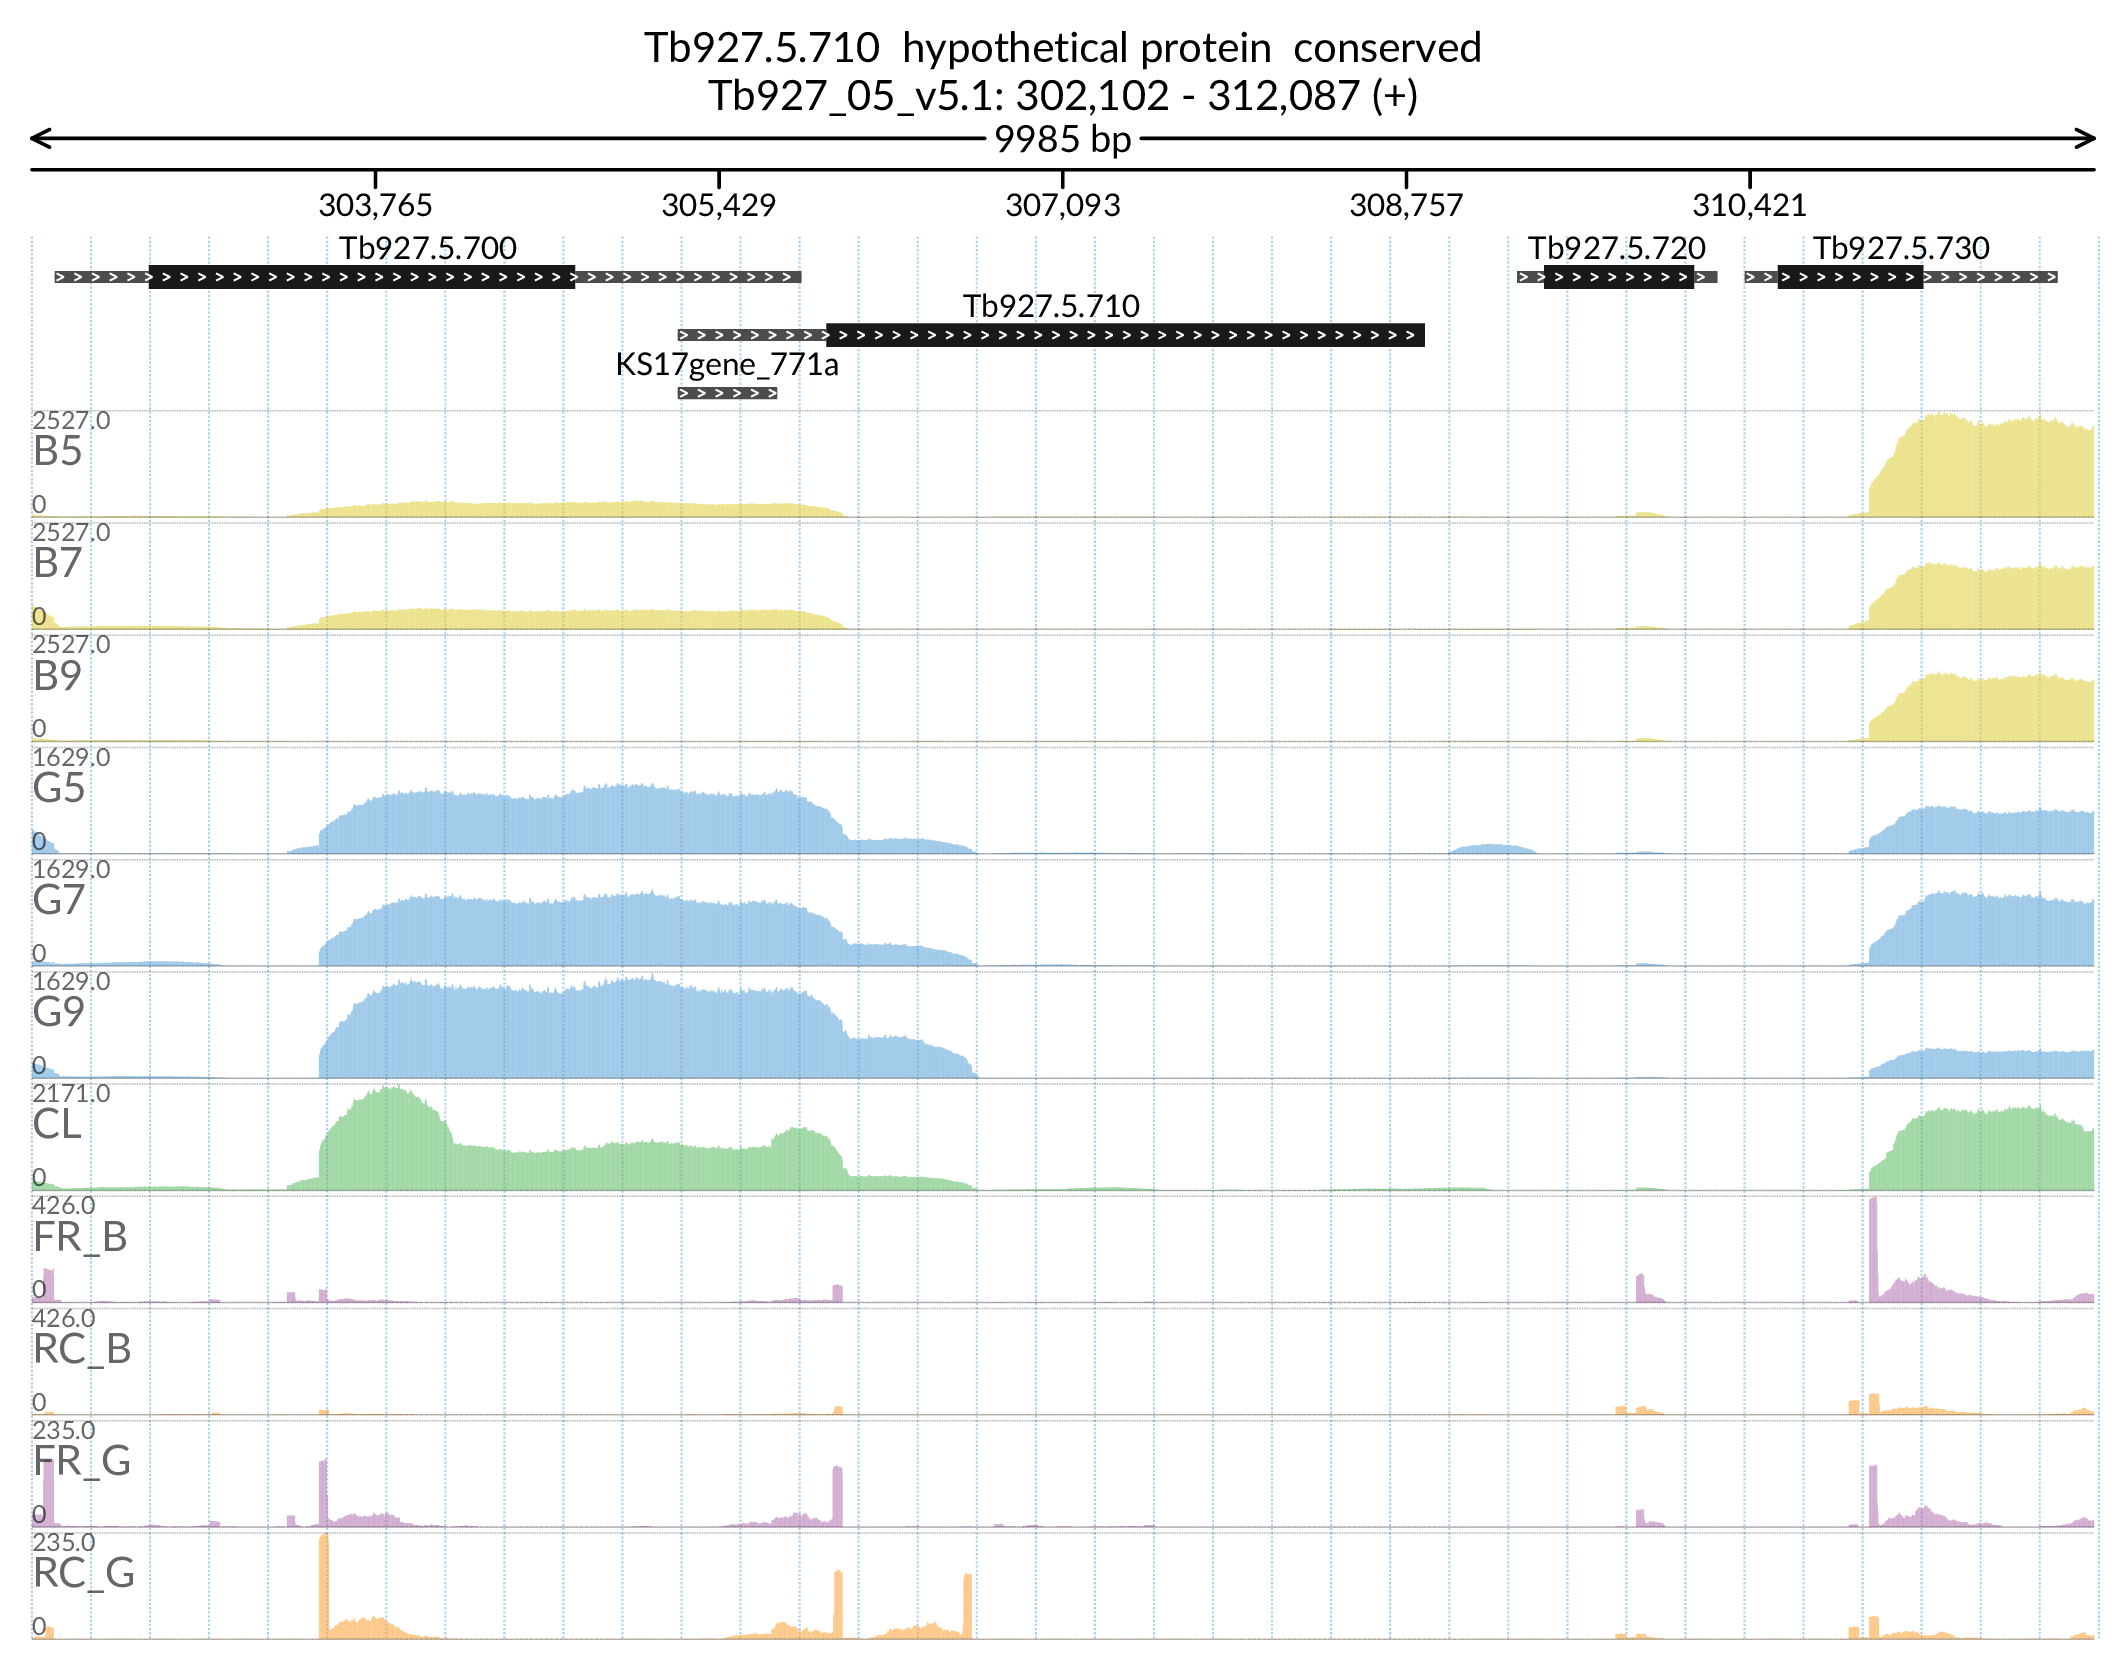 Tb927.5.710  hypothetical protein  conserved
Tb927_05_v5.1: 302,102 - 312,087 (+)
9985 bp
303,765 305,429 307,093 308,757 310,421
Tb927.5.700 Tb927.5.720 Tb927.5.730
Tb927.5.710
KS17gene_771a
2527.0
B5
0
2527.0
B7
0
2527.0
B9
0
1629.0
G5
0
1629.0
G7
0
1629.0
G9
0
2171.0
CL
0
426.0
FR_B
0
426.0
RC_B
0
235.0
FR_G
0
235.0
RC_G
0